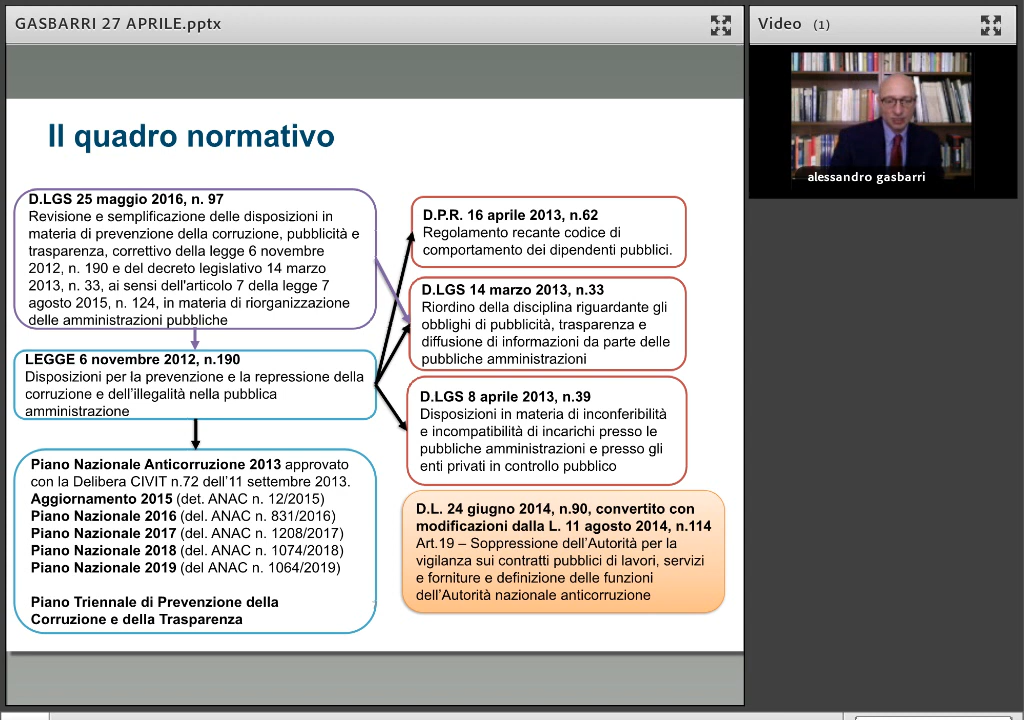 GASBARRI 27 APRILE.pptx
Video (1)
alessandro gasbarri
Il quadro normativo
D.LGS 25 maggio 2016, n. 97
Revisione e semplificazione delle disposizioni in
materia di prevenzione della corruzione, pubblicità e
trasparenza, correttivo della legge 6 novembre
2012, n. 190 e del decreto legislativo 14 marzo
2013, n. 33, ai sensi dell'articolo 7 della legge 7
agosto 2015, n. 124, in materia di riorganizzazione
delle amministrazioni pubbliche
LEGGE 6 novembre 2012, n.190
Disposizioni per la prevenzione e la repressione della
corruzione e dell'illegalità nella pubblica
amministrazione
Piano Nazionale Anticorruzione 2013 approvato
con la Delibera CIVIT n.72 dell'11 settembre 2013.
Aggiornamento 2015 (det. ANAC n. 12/2015)
Piano Nazionale 2016 (del. ANAC n. 831/2016)
Piano Nazionale 2017 (del. ANAC n. 1208/2017)
Piano Nazionale 2018 (del. ANAC n. 1074/2018)
Piano Nazionale 2019 (del ANAC n. 1064/2019)
Piano Triennale di Prevenzione della
Corruzione e della Trasparenza
D.P.R. 16 aprile 2013, n.62
Regolamento recante codice di
comportamento dei dipendenti pubblici.
D.LGS 14 marzo 2013, n.33
Riordino della disciplina riguardante gli
obblighi di pubblicità, trasparenza e
diffusione di informazioni da parte delle
pubbliche amministrazioni
D.LGS 8 aprile 2013, n.39
Disposizioni in materia di inconferibilità
e incompatibilità di incarichi presso le
pubbliche amministrazioni e presso gli
enti privati in controllo pubblico
D.L. 24 giugno 2014, n.90, convertito con
modificazioni dalla L. 11 agosto 2014, n.114
Art.19 – Soppressione dell'Autorità per la
vigilanza sui contratti pubblici di lavori, servizi
e forniture e definizione delle funzioni
dell'Autorità nazionale anticorruzione